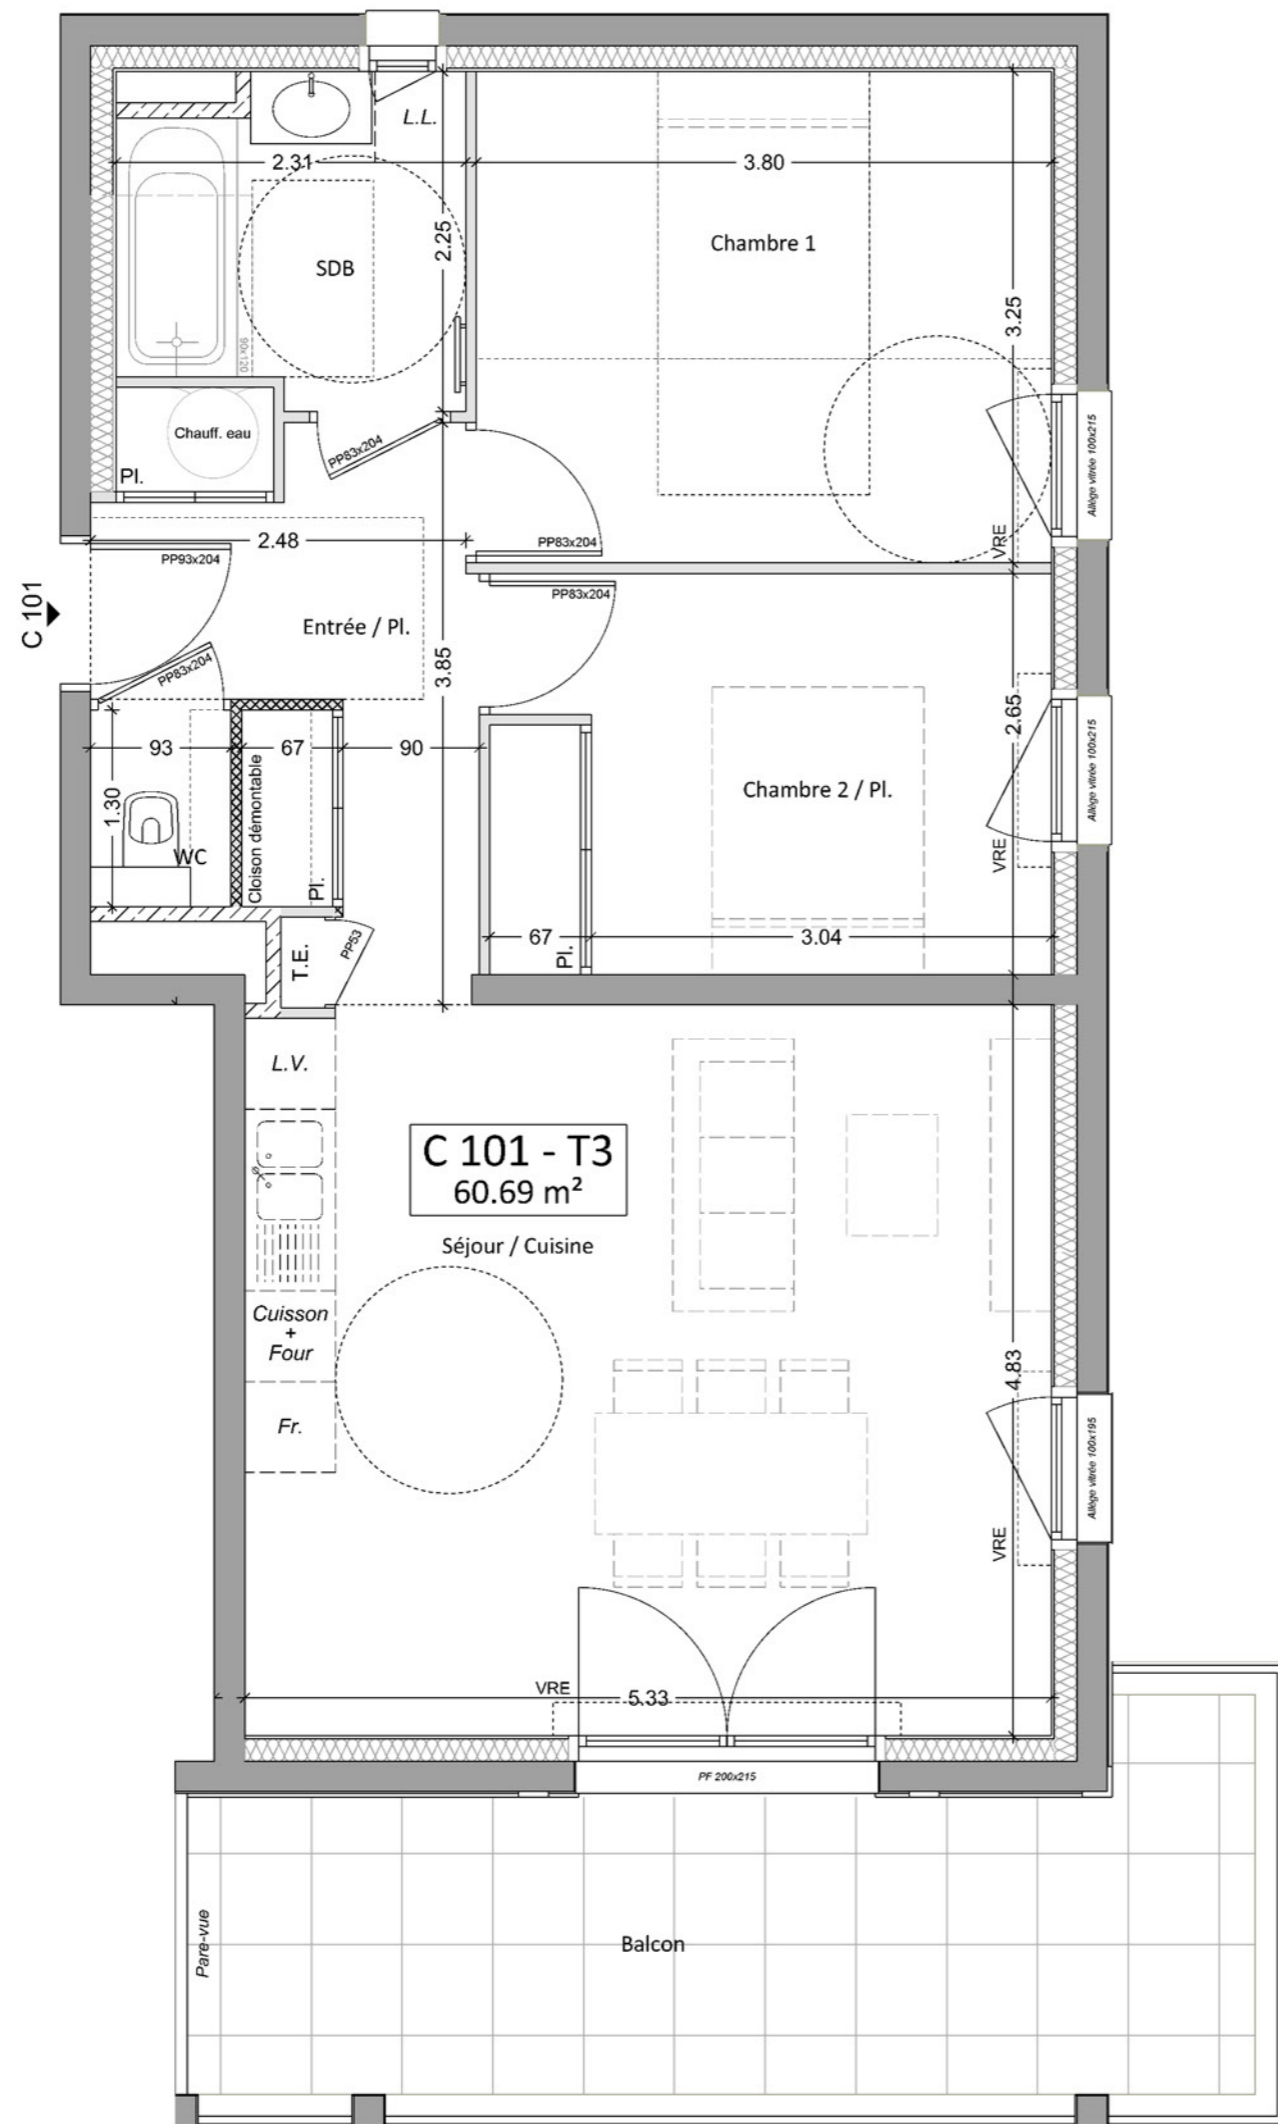 L.L.
2.31
3.80
2.25
Chambre 1
SDB
3.25
90x120
Chauff. eau
PP83x204
Pl.
Allège vitrée 100x215
2.48
PP83x204
VRE
PP93x204
PP83x204
C 101
Entrée / Pl.
3.85
PP83x204
2.65
93
67
90
Allège vitrée 100x215
Chambre 2 / Pl.
1.30
Cloison démontable
WC
VRE
Pl.
67
Pl.
3.04
T.E.
PP53
L.V.
C 101 - T3
60.69 m²
Séjour / Cuisine
Cuisson
+
Four
4.83
Fr.
Allège vitrée 100x195
VRE
VRE
5.33
PF 200x215
Pare-vue
Balcon